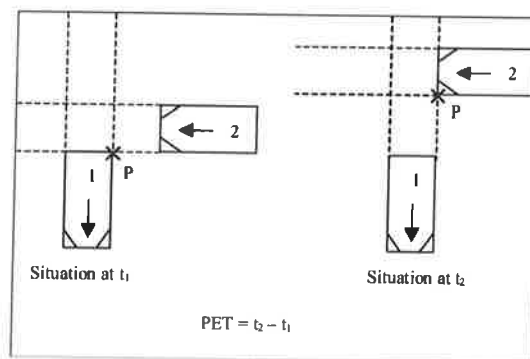 2
P
1
Situation at t₁
2
P
1
Situation at t₂
PET = t₂ – t₁